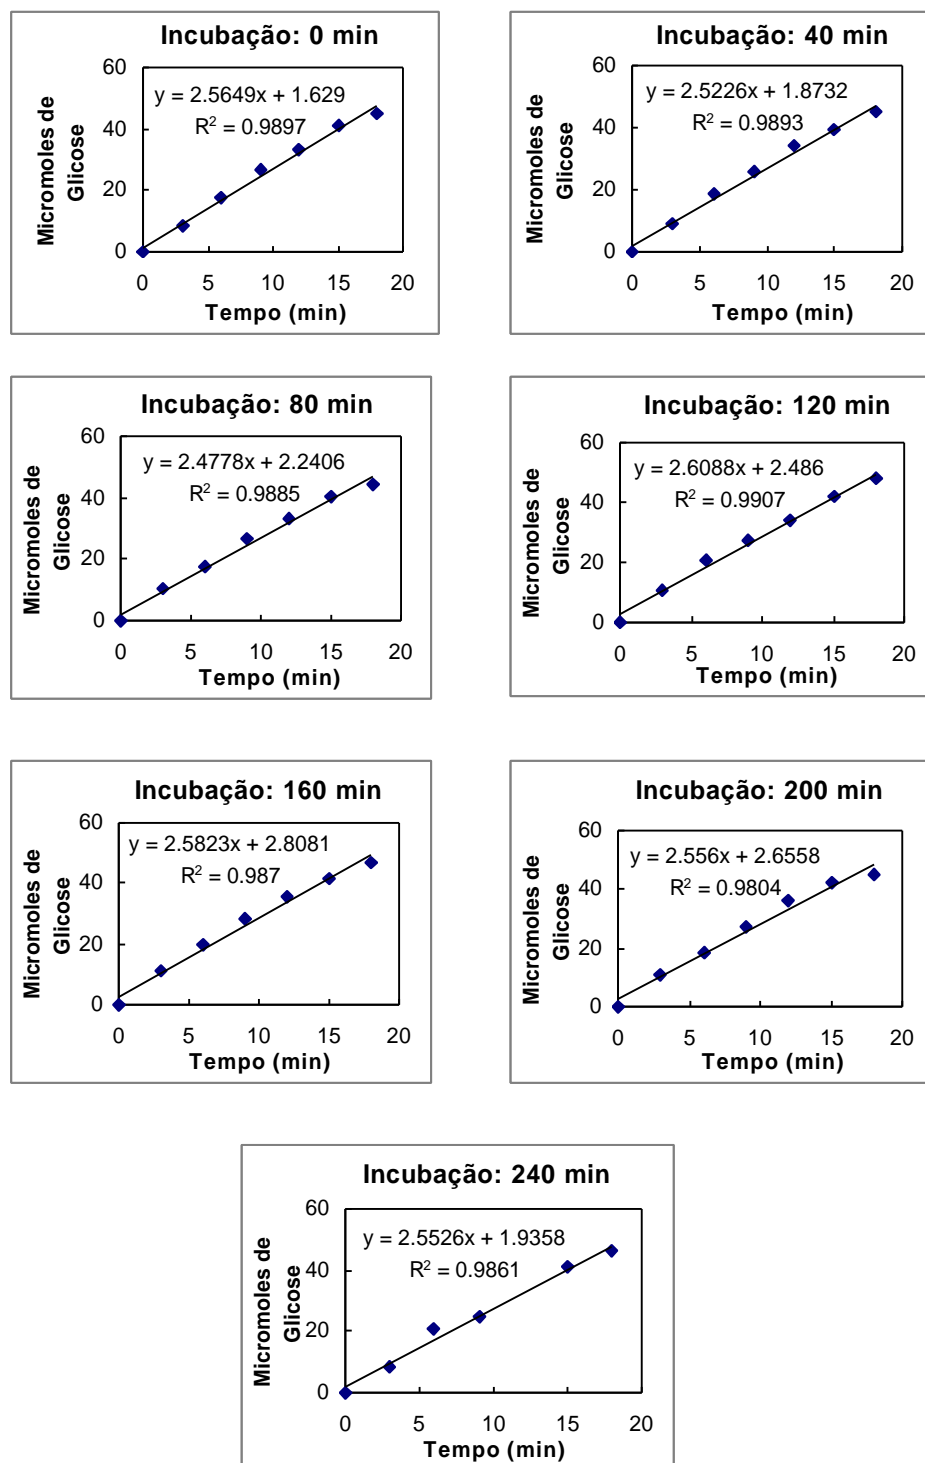 Incubação: 0 min
60
40
20
0
y = 2.5649x + 1.629
R² = 0.9897
0 5 10 15 20
Tempo (min)
Micromoles de
Glicose
Incubação: 40 min
60
40
20
0
y = 2.5226x + 1.8732
R² = 0.9893
0 5 10 15 20
Tempo (min)
Micromoles de
Glicose
Incubação: 80 min
60
40
20
0
y = 2.4778x + 2.2406
R² = 0.9885
0 5 10 15 20
Tempo (min)
Micromoles de
Glicose
Incubação: 120 min
60
40
20
0
y = 2.6088x + 2.486
R² = 0.9907
0 5 10 15 20
Tempo (min)
Micromoles de
Glicose
Incubação: 160 min
60
40
20
0
y = 2.5823x + 2.8081
R² = 0.987
0 5 10 15 20
Tempo (min)
Micromoles de
Glicose
Incubação: 200 min
60
40
20
0
y = 2.556x + 2.6558
R² = 0.9804
0 5 10 15 20
Tempo (min)
Micromoles de
Glicose
Incubação: 240 min
60
40
20
0
y = 2.5526x + 1.9358
R² = 0.9861
0 5 10 15 20
Tempo (min)
Micromoles de
Glicose